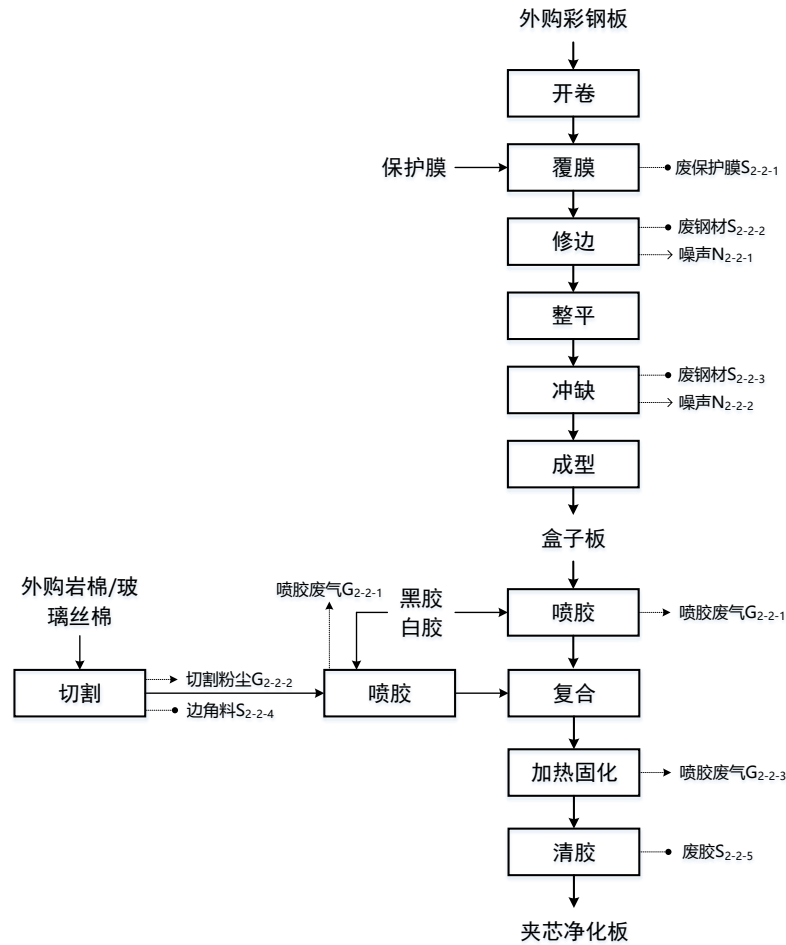 外购彩钢板
开卷
保护膜
覆膜
废保护膜S2-2-1
修边
废钢材S2-2-2
噪声N2-2-1
整平
冲缺
废钢材S2-2-3
噪声N2-2-2
成型
盒子板
外购岩棉/玻
璃丝棉
喷胶废气G2-2-1
黑胶
白胶
喷胶
喷胶废气G2-2-1
切割
切割粉尘G2-2-2
边角料S2-2-4
喷胶
复合
加热固化
喷胶废气G2-2-3
清胶
废胶S2-2-5
夹芯净化板